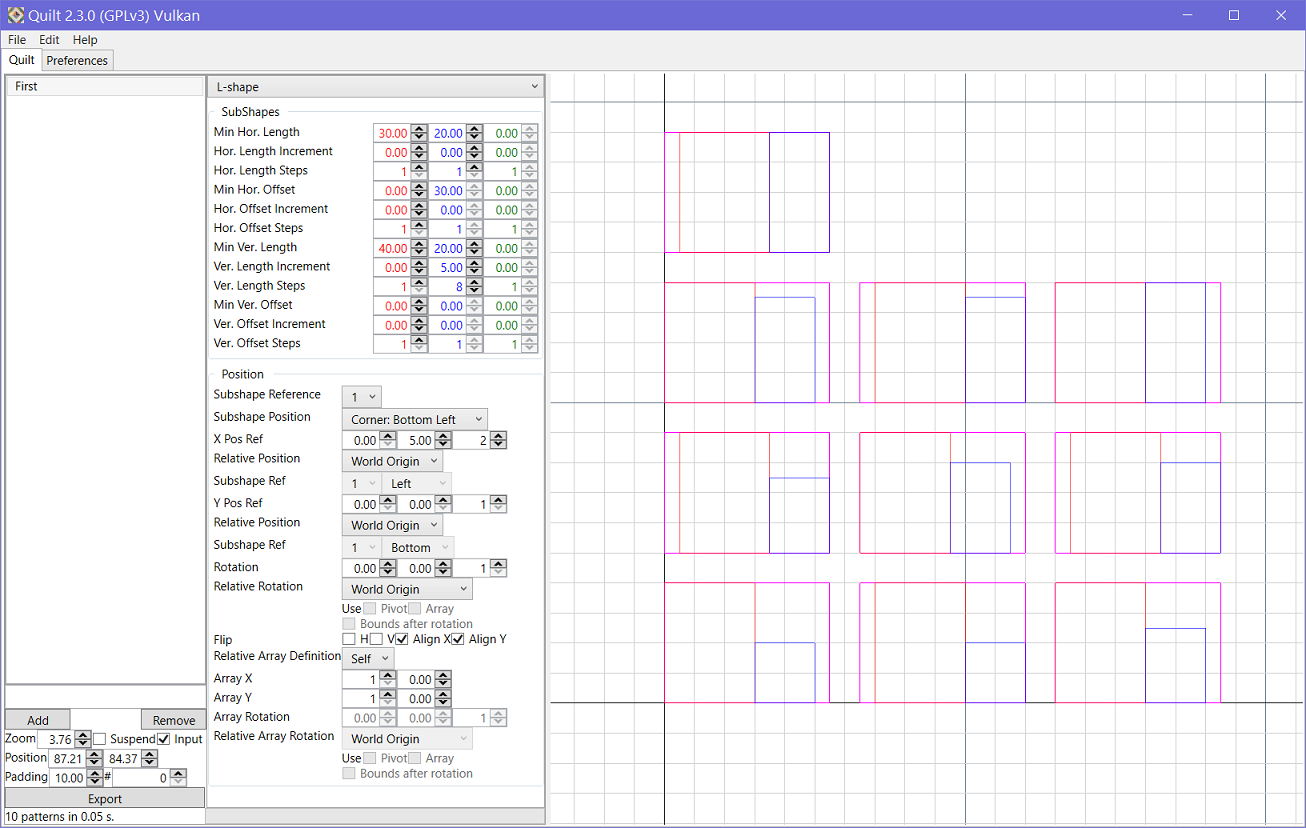 Quilt 2.3.0 (GPLv3) Vulkan
File Edit Help
Quilt Preferences
First
L-shape
SubShapes
Min Hor. Length 30.00 20.00 0.00
Hor. Length Increment 0.00 0.00 0.00
Hor. Length Steps 1 1 1
Min Hor. Offset 0.00 30.00 0.00
Hor. Offset Increment 0.00 0.00 0.00
Hor. Offset Steps 1 1 1
Min Ver. Length 40.00 20.00 0.00
Ver. Length Increment 0.00 5.00 0.00
Ver. Length Steps 1 8 1
Min Ver. Offset 0.00 0.00 0.00
Ver. Offset Increment 0.00 0.00 0.00
Ver. Offset Steps 1 1 1
Position
Subshape Reference 1
Subshape Position Corner: Bottom Left
X Pos Ref 0.00 5.00 2
Relative Position World Origin
Subshape Ref 1 Left
Y Pos Ref 0.00 0.00 1
Relative Position World Origin
Subshape Ref 1 Bottom
Rotation 0.00 0.00 1
Relative Rotation World Origin
Use Pivot Array
Bounds after rotation
Flip H V Align X Align Y
Relative Array Definition Self
Array X 1 0.00
Array Y 1 0.00
Array Rotation 0.00 0.00 1
Relative Array Rotation World Origin
Use Pivot Array
Bounds after rotation
Add Remove
Zoom 3.76 Suspend Input
Position 87.21 84.37
Padding 10.00 # 0
Export
10 patterns in 0.05 s.